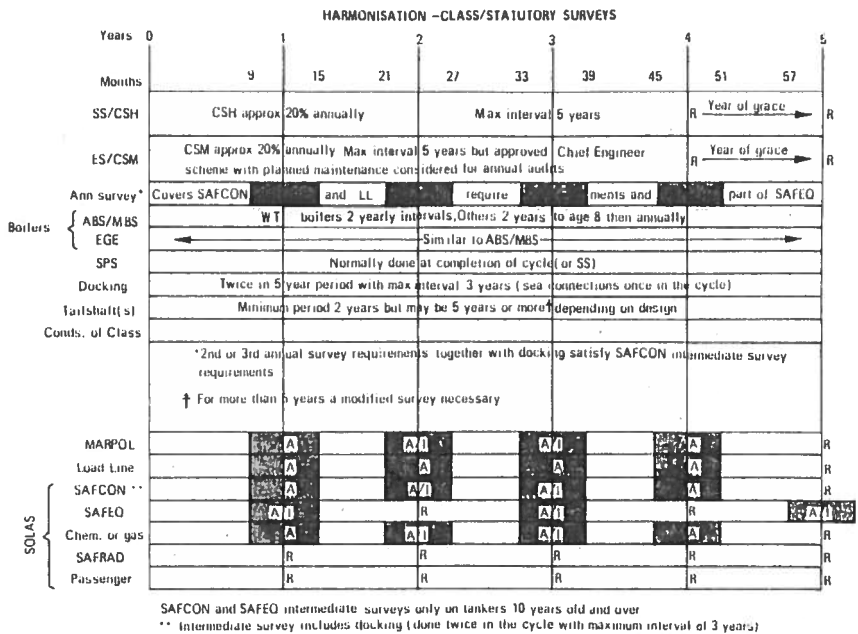 HARMONISATION –CLASS/STATUTORY SURVEYS
Years 0 1 2 3 4 5
Months 9 15 21 27 33 39 45 51 57
SS/CSH CSH approx 20% annually Max interval 5 years R Year of grace R
ES/CSM CSM approx 20% annually Max interval 5 years but approved Chief Engineer scheme with planned maintenance considered for annual audits R Year of grace R
Ann survey* Covers SAFCON and LL require ments and part of SAFEQ
Boilers
ABS/MBS WT boilers 2 yearly intervals, Others 2 years to age 8 then annually
EGE Similar to ABS/MBS
SPS Normally done at completion of cycle (or SS)
Docking Twice in 5 year period with max interval 3 years (sea connections once in the cycle)
Tailshaft(s) Minimum period 2 years but may be 5 years or more† depending on design
Conds. of Class
*2nd or 3rd annual survey requirements together with docking satisfy SAFCON intermediate survey
requirements
† For more than 5 years a modified survey necessary
MARPOL A A/I A/I A R
Load Line A A A A R
SOLAS
SAFCON ** A A/I A/I A R
SAFEQ A I R A I R A I
Chem. or gas A A/I A/I A R
SAFRAD R R R R R
Passenger R R R R R
SAFCON and SAFEQ intermediate surveys only on tankers 10 years old and over
** Intermediate survey includes docking (done twice in the cycle with maximum interval of 3 years)